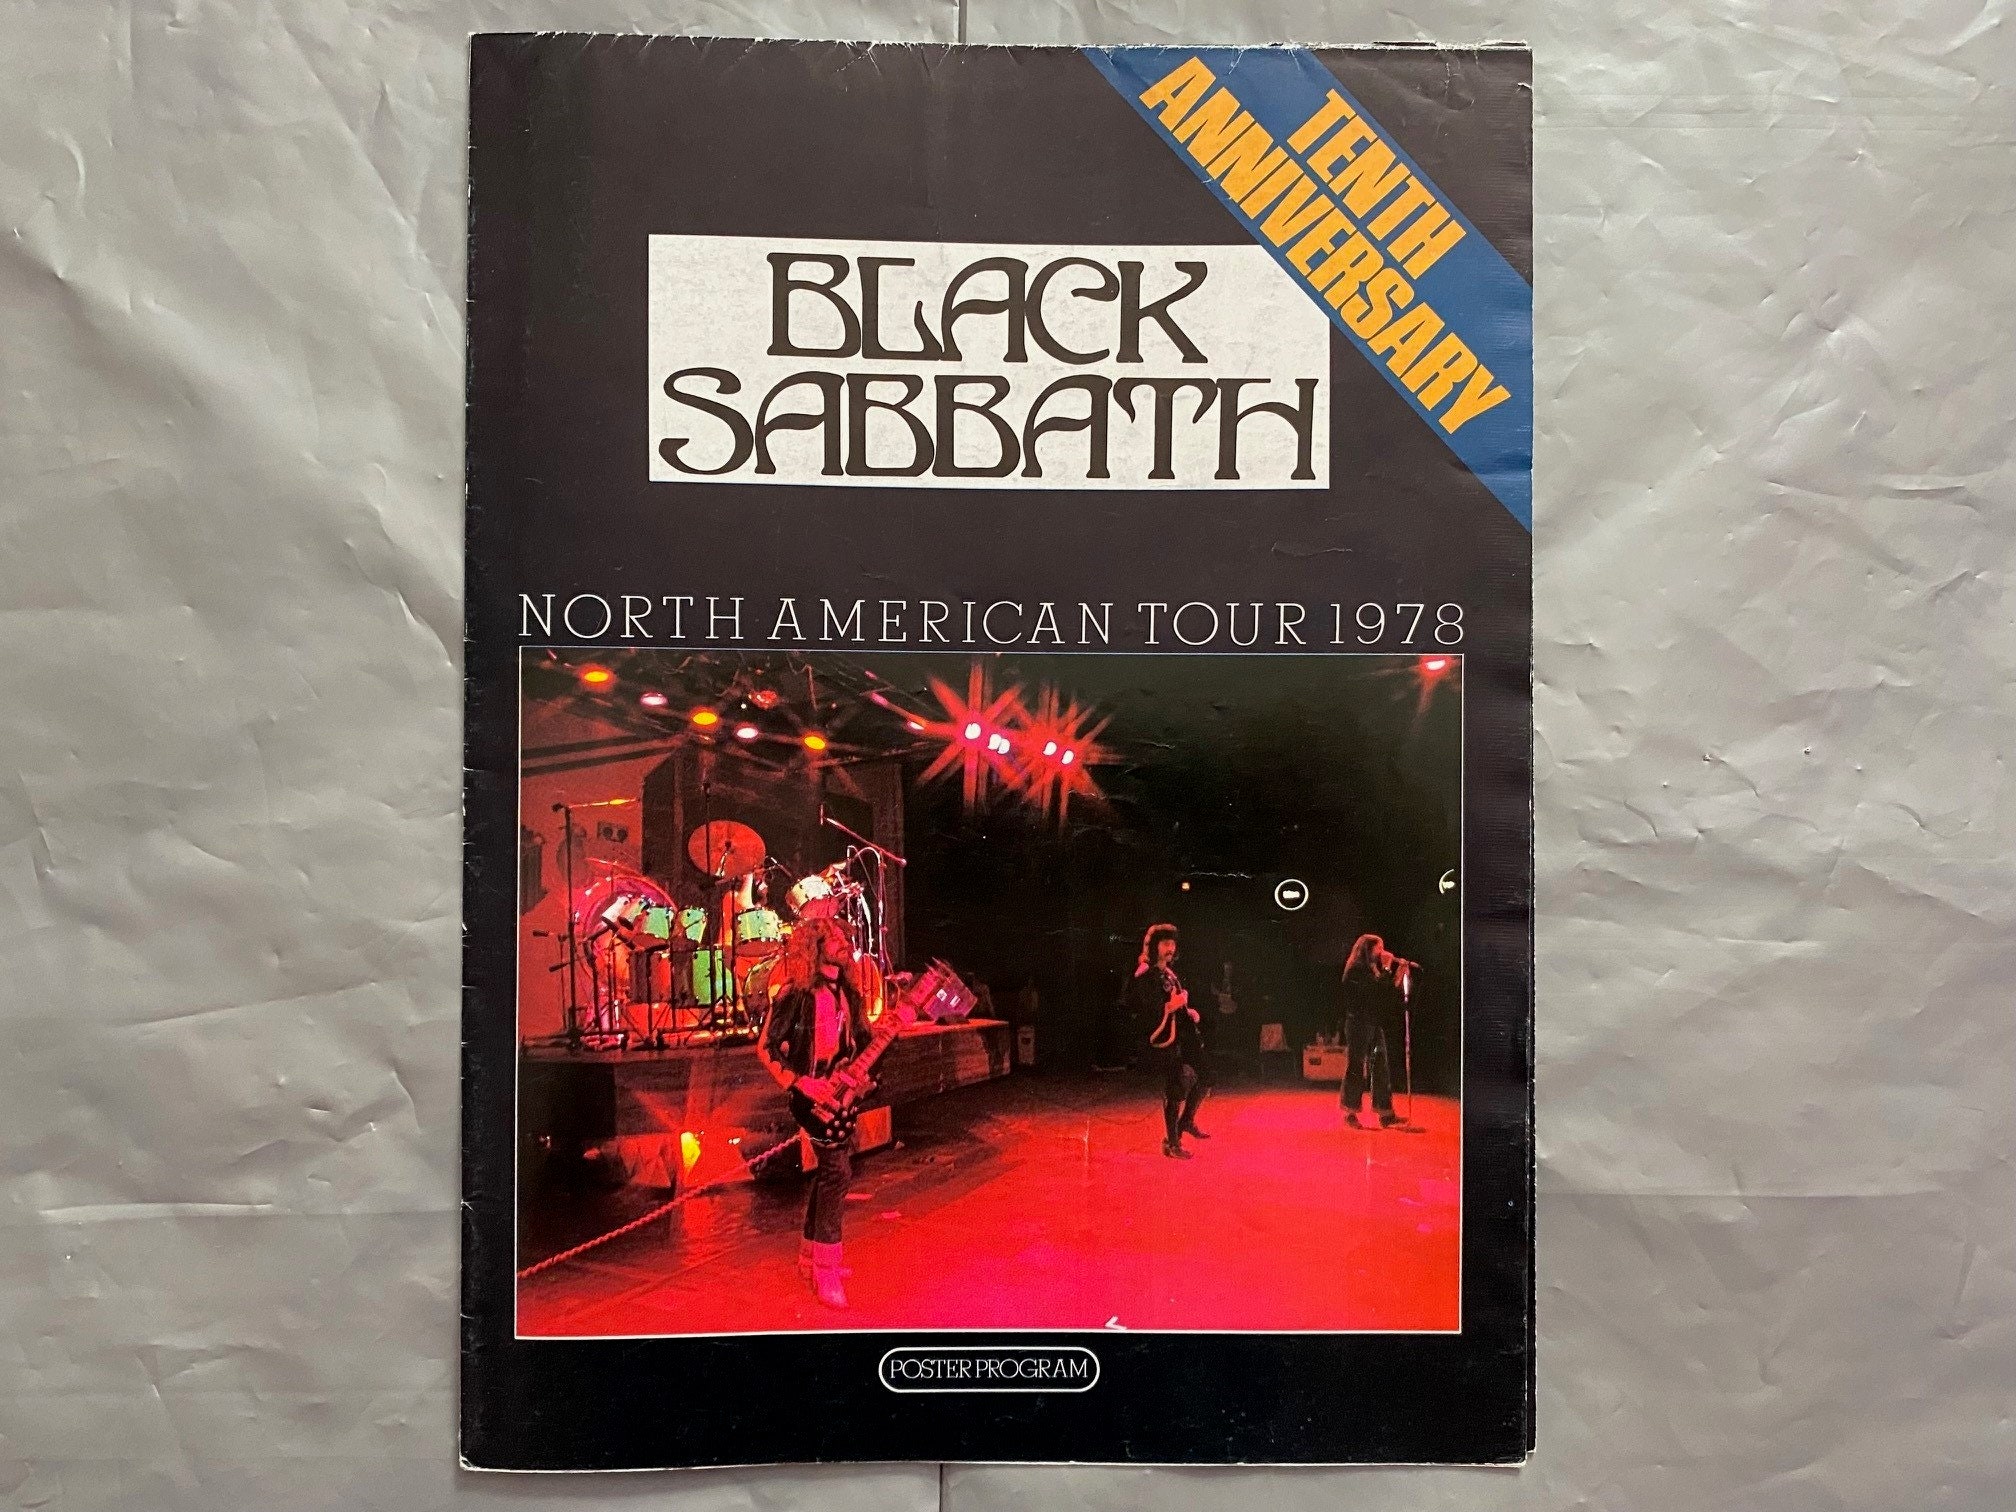 TENTH
ANNIVERSARY
BLACK
SABBATH
NORTH AMERICAN TOUR 1978
POSTER PROGRAM